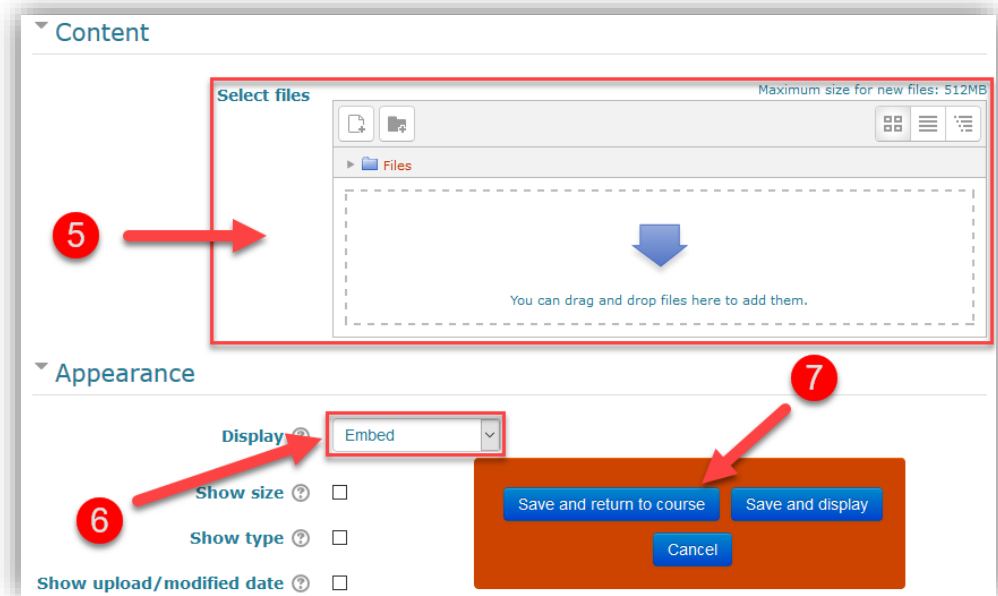 Content
Select files
Maximum size for new files: 512MB
Files
5
You can drag and drop files here to add them.
Appearance
7
Display
Embed
6
Show size
Save and return to course
Save and display
Show type
Cancel
Show upload/modified date